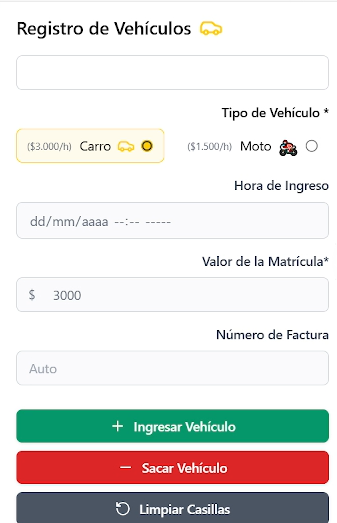 Registro de Vehículos
Tipo de Vehículo *
($3.000/h) Carro ($1.500/h) Moto
Hora de Ingreso
dd/mm/aaaa --:-- -----
Valor de la Matrícula*
$ 3000
Número de Factura
Auto
+ Ingresar Vehículo
− Sacar Vehículo
Limpiar Casillas